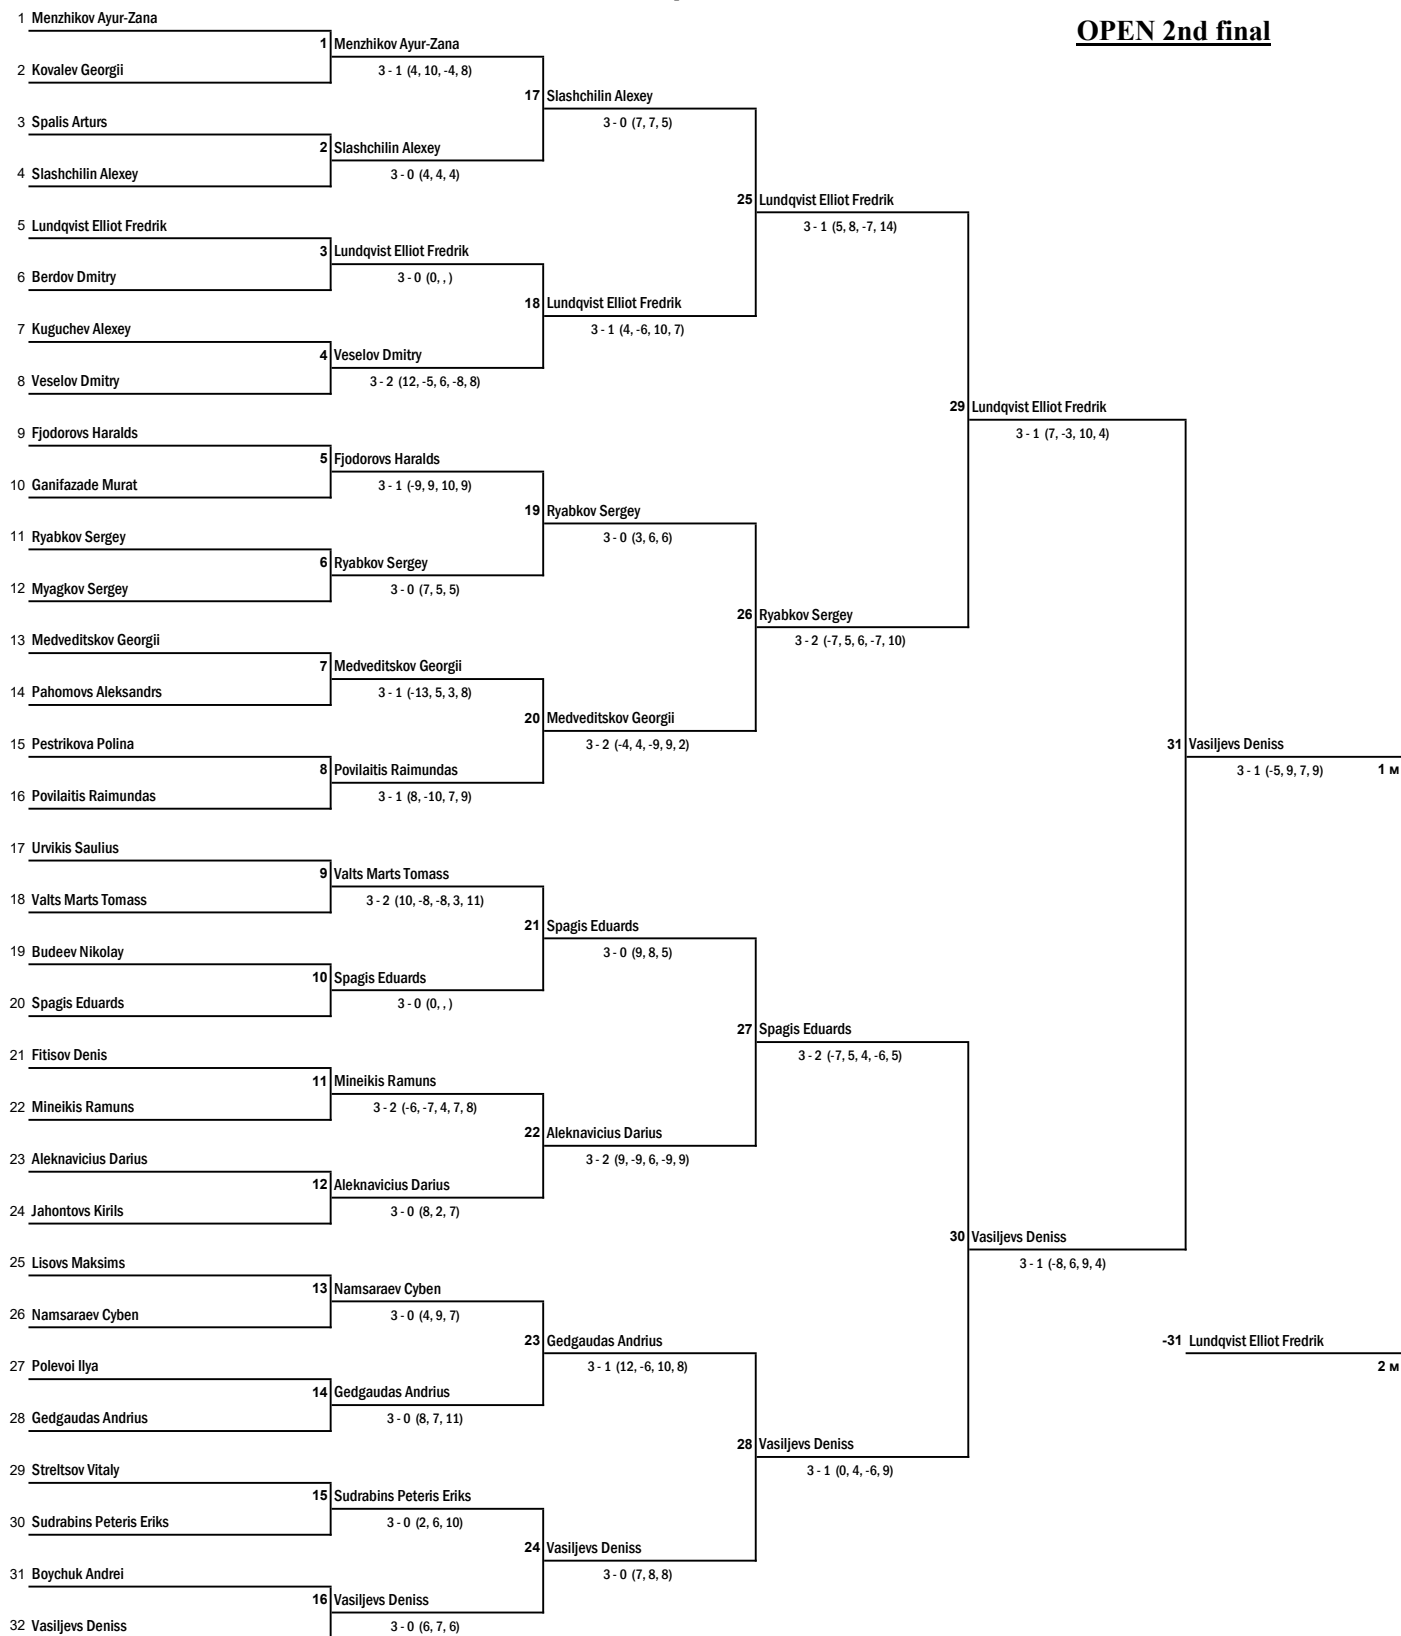 OPEN 2nd final
1 Menzhikov Ayur-Zana
1 Menzhikov Ayur-Zana
2 Kovalev Georgii
3 - 1 (4, 10, -4, 8)
17 Slashchilin Alexey
3 Spalis Arturs
3 - 0 (7, 7, 5)
2 Slashchilin Alexey
4 Slashchilin Alexey
3 - 0 (4, 4, 4)
25 Lundqvist Elliot Fredrik
5 Lundqvist Elliot Fredrik
3 - 1 (5, 8, -7, 14)
3 Lundqvist Elliot Fredrik
6 Berdov Dmitry
3 - 0 (0, , )
18 Lundqvist Elliot Fredrik
7 Kuguchev Alexey
3 - 1 (4, -6, 10, 7)
4 Veselov Dmitry
8 Veselov Dmitry
3 - 2 (12, -5, 6, -8, 8)
29 Lundqvist Elliot Fredrik
9 Fjodorovs Haralds
3 - 1 (7, -3, 10, 4)
5 Fjodorovs Haralds
10 Ganifazade Murat
3 - 1 (-9, 9, 10, 9)
19 Ryabkov Sergey
11 Ryabkov Sergey
3 - 0 (3, 6, 6)
6 Ryabkov Sergey
12 Myagkov Sergey
3 - 0 (7, 5, 5)
26 Ryabkov Sergey
13 Medveditskov Georgii
3 - 2 (-7, 5, 6, -7, 10)
7 Medveditskov Georgii
14 Pahomovs Aleksandrs
3 - 1 (-13, 5, 3, 8)
20 Medveditskov Georgii
15 Pestrikova Polina
3 - 2 (-4, 4, -9, 9, 2)
31 Vasiljevs Deniss
8 Povilaitis Raimundas
3 - 1 (-5, 9, 7, 9)
1 м
16 Povilaitis Raimundas
3 - 1 (8, -10, 7, 9)
17 Urvikis Saulius
9 Valts Marts Tomass
18 Valts Marts Tomass
3 - 2 (10, -8, -8, 3, 11)
21 Spagis Eduards
19 Budeev Nikolay
3 - 0 (9, 8, 5)
10 Spagis Eduards
20 Spagis Eduards
3 - 0 (0, , )
27 Spagis Eduards
21 Fitisov Denis
3 - 2 (-7, 5, 4, -6, 5)
11 Mineikis Ramuns
22 Mineikis Ramuns
3 - 2 (-6, -7, 4, 7, 8)
22 Aleknavicius Darius
23 Aleknavicius Darius
3 - 2 (9, -9, 6, -9, 9)
12 Aleknavicius Darius
24 Jahontovs Kirils
3 - 0 (8, 2, 7)
30 Vasiljevs Deniss
25 Lisovs Maksims
3 - 1 (-8, 6, 9, 4)
13 Namsaraev Cyben
26 Namsaraev Cyben
3 - 0 (4, 9, 7)
23 Gedgaudas Andrius
-31 Lundqvist Elliot Fredrik
27 Polevoi Ilya
3 - 1 (12, -6, 10, 8)
2 м
14 Gedgaudas Andrius
28 Gedgaudas Andrius
3 - 0 (8, 7, 11)
28 Vasiljevs Deniss
29 Streltsov Vitaly
3 - 1 (0, 4, -6, 9)
15 Sudrabins Peteris Eriks
30 Sudrabins Peteris Eriks
3 - 0 (2, 6, 10)
24 Vasiljevs Deniss
31 Boychuk Andrei
3 - 0 (7, 8, 8)
16 Vasiljevs Deniss
32 Vasiljevs Deniss
3 - 0 (6, 7, 6)